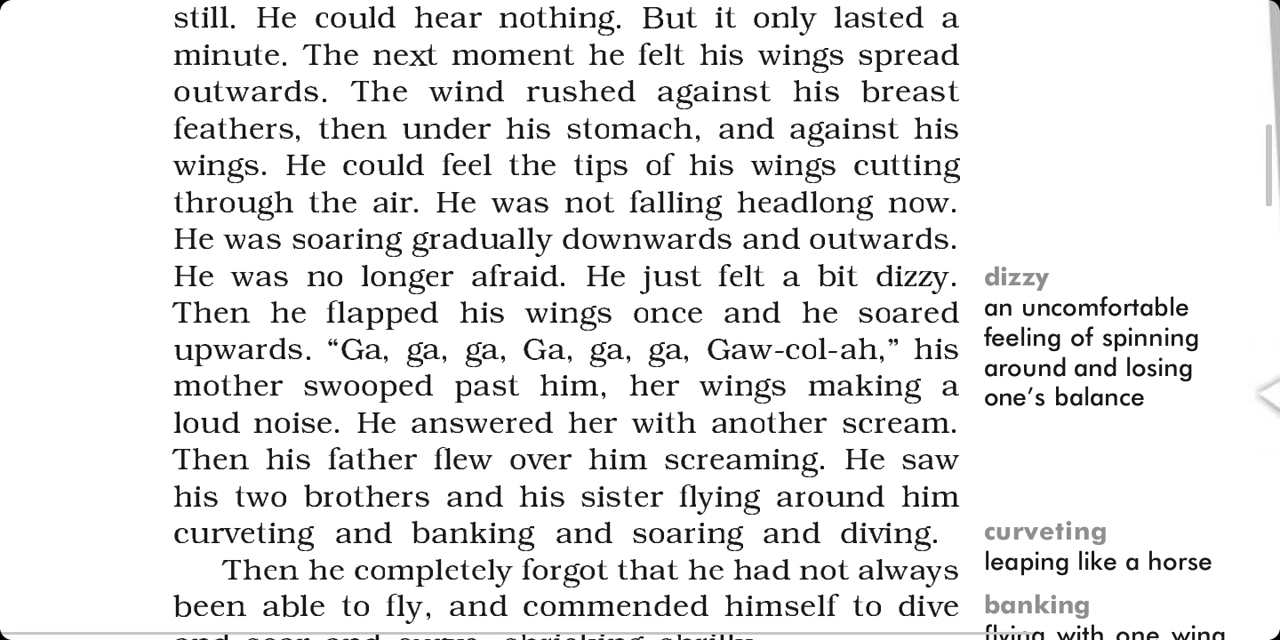 still. He could hear nothing. But it only lasted a
minute. The next moment he felt his wings spread
outwards. The wind rushed against his breast
feathers, then under his stomach, and against his
wings. He could feel the tips of his wings cutting
through the air. He was not falling headlong now.
He was soaring gradually downwards and outwards.
He was no longer afraid. He just felt a bit dizzy.
Then he flapped his wings once and he soared
upwards. “Ga, ga, ga, Ga, ga, ga, Gaw-col-ah,” his
mother swooped past him, her wings making a
loud noise. He answered her with another scream.
Then his father flew over him screaming. He saw
his two brothers and his sister flying around him
curveting and banking and soaring and diving.
Then he completely forgot that he had not always
been able to fly, and commended himself to dive
dizzy
an uncomfortable
feeling of spinning
around and losing
one’s balance
curveting
leaping like a horse
banking
flying with one wing